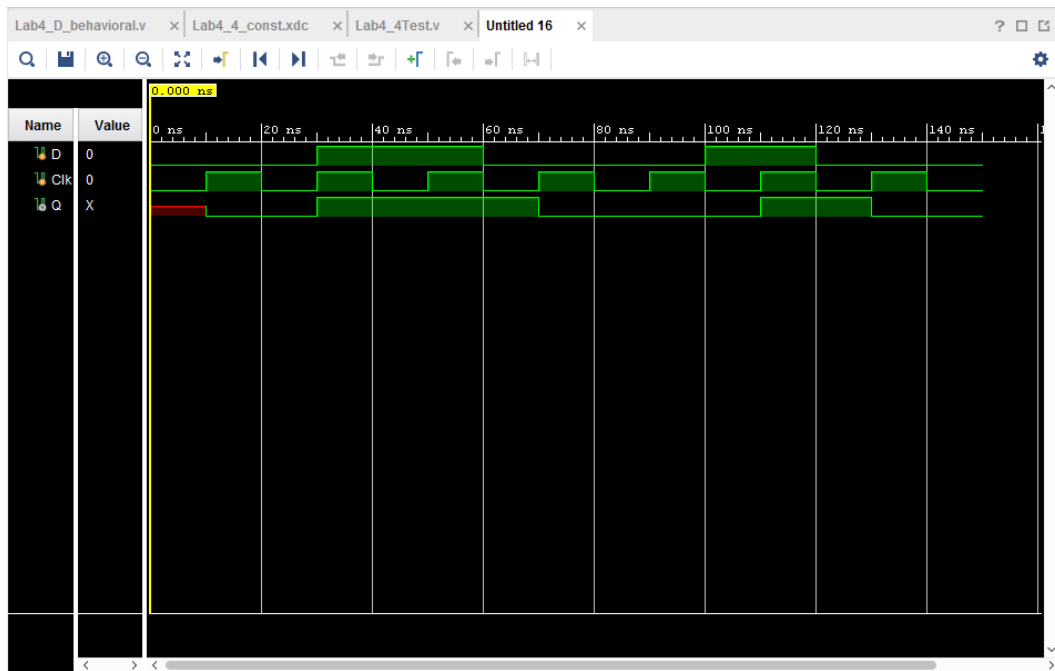 Lab4_D_behavioral.v × Lab4_4_const.xdc × Lab4_4Test.v × Untitled 16 × ?
0.000 ns
Name Value
0 ns 20 ns 40 ns 60 ns 80 ns 100 ns 120 ns 140 ns
D 0
Clk 0
Q X